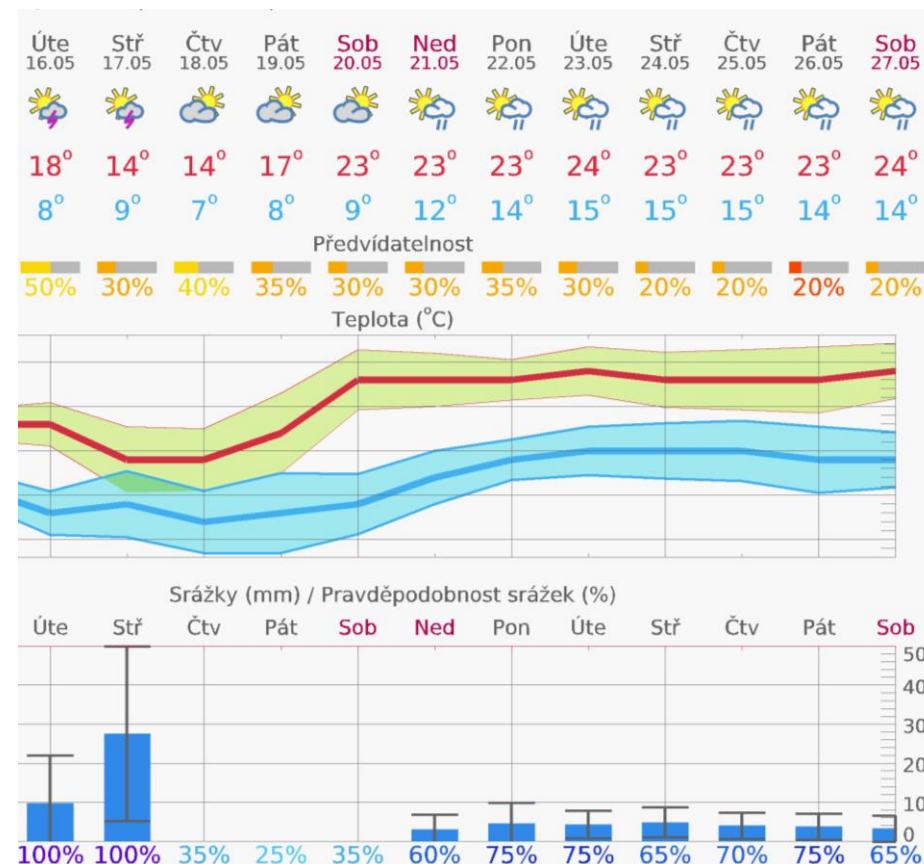 Úte Stř Čtv Pát Sob Ned Pon Úte Stř Čtv Pát Sob
16.05 17.05 18.05 19.05 20.05 21.05 22.05 23.05 24.05 25.05 26.05 27.05
18° 14° 14° 17° 23° 23° 23° 24° 23° 23° 23° 24°
8° 9° 7° 8° 9° 12° 14° 15° 15° 15° 14° 14°
Předvídatelnost
50% 30% 40% 35% 30% 30% 35% 30% 20% 20% 20% 20%
Teplota (°C)
Srážky (mm) / Pravděpodobnost srážek (%)
Úte Stř Čtv Pát Sob Ned Pon Úte Stř Čtv Pát Sob
50
40
30
20
10
0
100% 100% 35% 25% 35% 60% 75% 75% 65% 70% 75% 65%